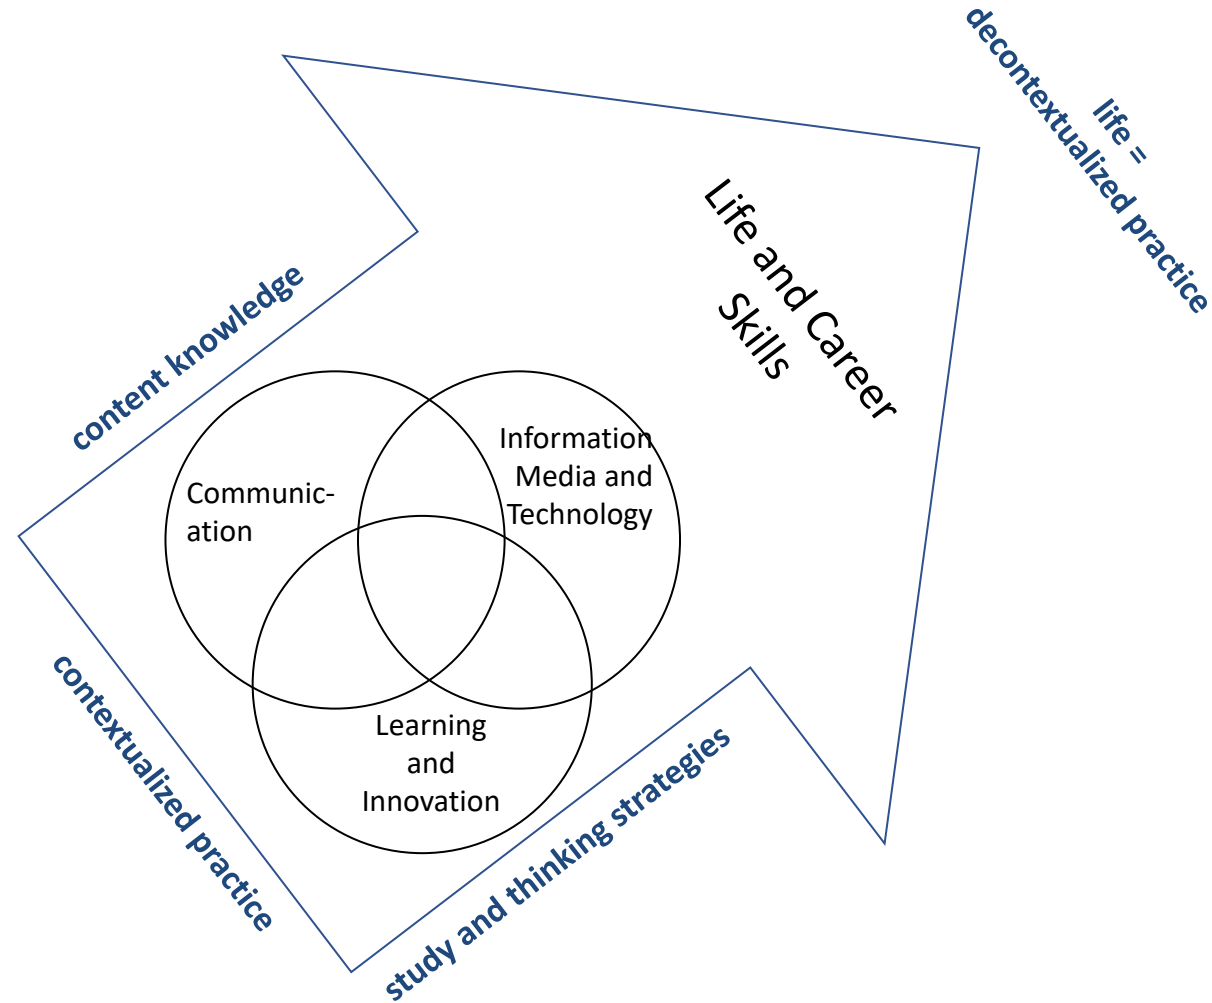 life =
decontextualized practice
Life and Career
Skills
content knowledge
Communic-
ation
Information
Media and
Technology
Learning
and
Innovation
contextualized practice
study and thinking strategies